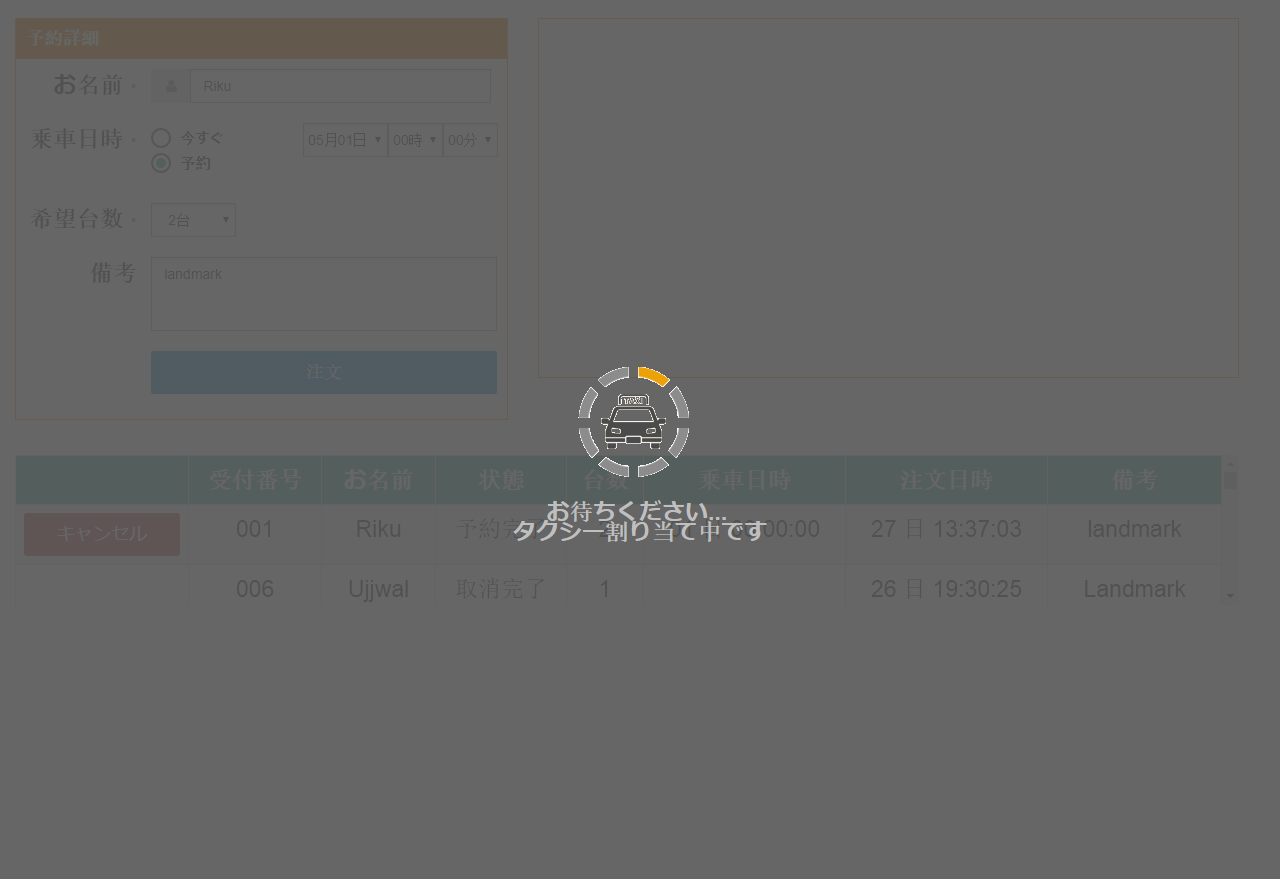 予約詳細
お名前・ Riku
乗車日時・ 今すぐ 05月01日 00時 00分
予約
希望台数・ 2台
備考 landmark
注文
TAXI
受付番号 お名前 状態 台数 乗車日時 注文日時 備考
お待ちください...
タクシー割り当て中です
キャンセル 001 Riku 予約完 00:00 27 日 13:37:03 landmark
006 Ujjwal 取消完了 1 26 日 19:30:25 Landmark